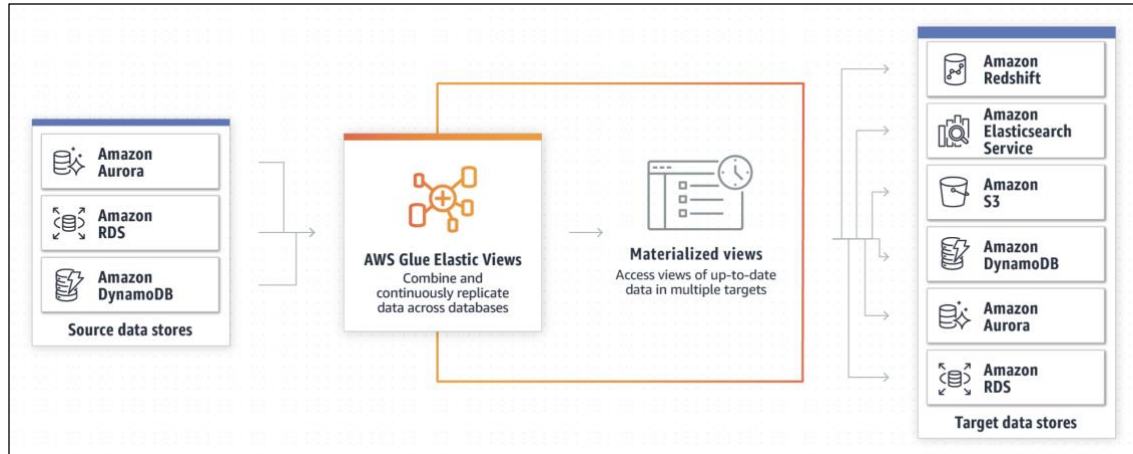 Amazon
Aurora
Amazon
RDS
Amazon
DynamoDB
Source data stores
AWS Glue Elastic Views
Combine and
continuously replicate
data across databases
Materialized views
Access views of up-to-date
data in multiple targets
Amazon
Redshift
Amazon
Elasticsearch
Service
Amazon
S3
Amazon
DynamoDB
Amazon
Aurora
Amazon
RDS
Target data stores